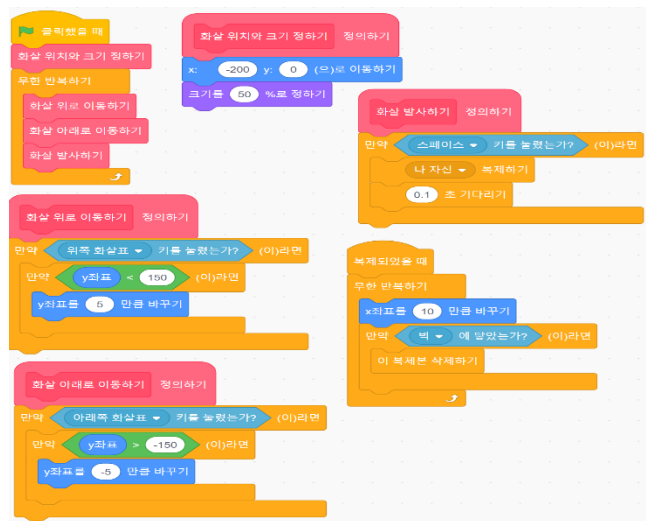 클릭했을 때
화살 위치와 크기 정하기
무한 반복하기
화살 위로 이동하기
화살 아래로 이동하기
화살 발사하기
화살 위치와 크기 정하기 정의하기
x: -200 y: 0 (으)로 이동하기
크기를 50 %로 정하기
화살 발사하기 정의하기
만약 스페이스 키를 눌렀는가? (이)라면
나 자신 복제하기
0.1 초 기다리기
화살 위로 이동하기 정의하기
만약 위쪽 화살표 키를 눌렀는가? (이)라면
만약 y좌표 < 150 (이)라면
y좌표를 5 만큼 바꾸기
복제되었을 때
무한 반복하기
x좌표를 10 만큼 바꾸기
만약 벽 에 닿았는가? (이)라면
이 복제본 삭제하기
화살 아래로 이동하기 정의하기
만약 아래쪽 화살표 키를 눌렀는가? (이)라면
만약 y좌표 > -150 (이)라면
y좌표를 -5 만큼 바꾸기